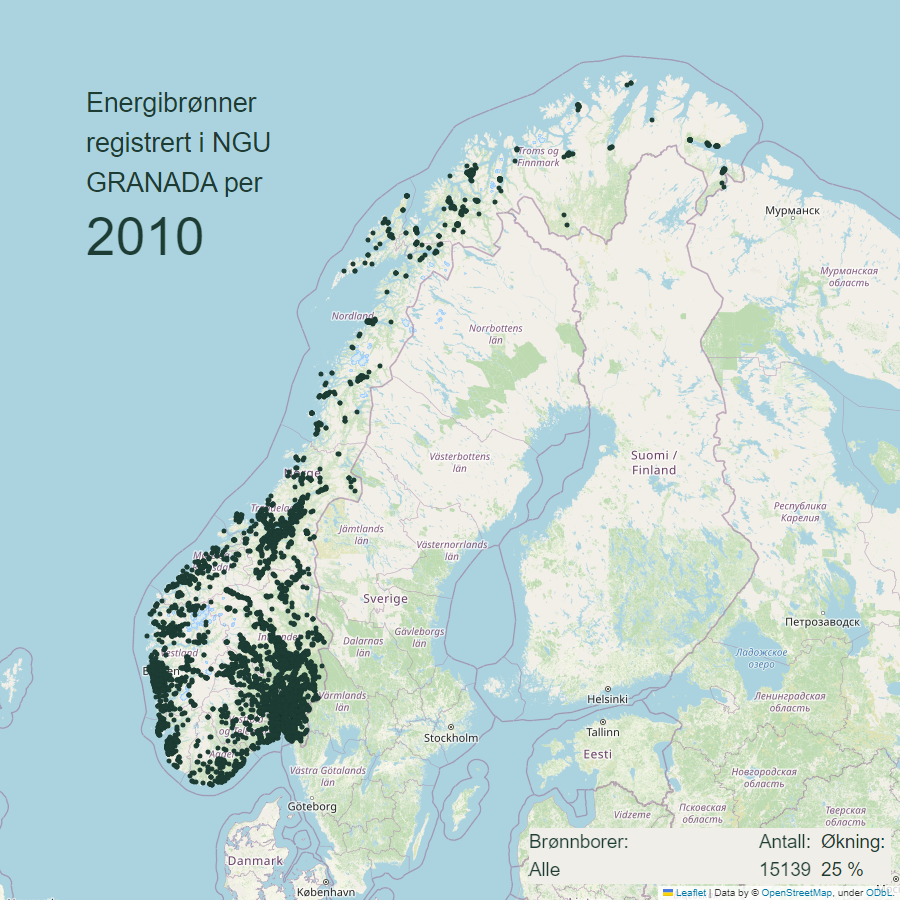 Energibrønner
registrert i NGU
GRANADA per
2010
Troms og
Finnmark
Мурманск
Мурманская
область
Nordland
Norrbottens
län
Västerbottens
län
Suomi /
Finland
Norge
Республика
Карелия
Jämtlands
län
Västernorrlands
län
Sverige
Петрозаводск
Gävleborgs
län
Dalarnas
län
Ладожское
озеро
Värmlands
län
Helsinki
Ленинградская
область
Stockholm
Tallinn
Eesti
Västra Götalands
län
Новгородская
область
Göteborg
Псковская
область
Тверская
область
Vidzeme
Danmark
København
Brønnborer: Antall: Økning:
Alle 15139 25 %
Leaflet | Data by © OpenStreetMap, under ODbL.